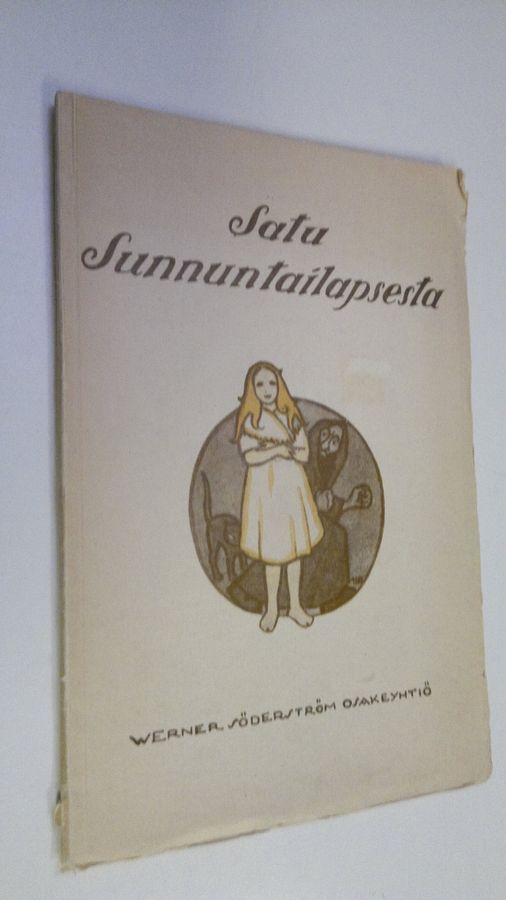 Satu
Sunnuntailapsesta
WERNER SÖDERSTRÖM OSAKEYHTIÖ